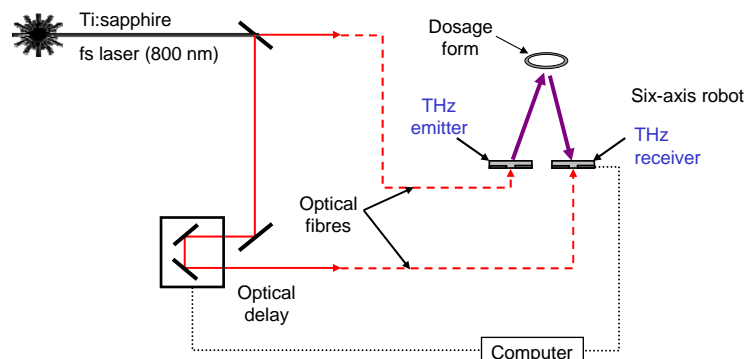 Ti:sapphire
fs laser (800 nm)
Dosage
form
Six-axis robot
THz
emitter
THz
receiver
Optical
fibres
Optical
delay
Computer